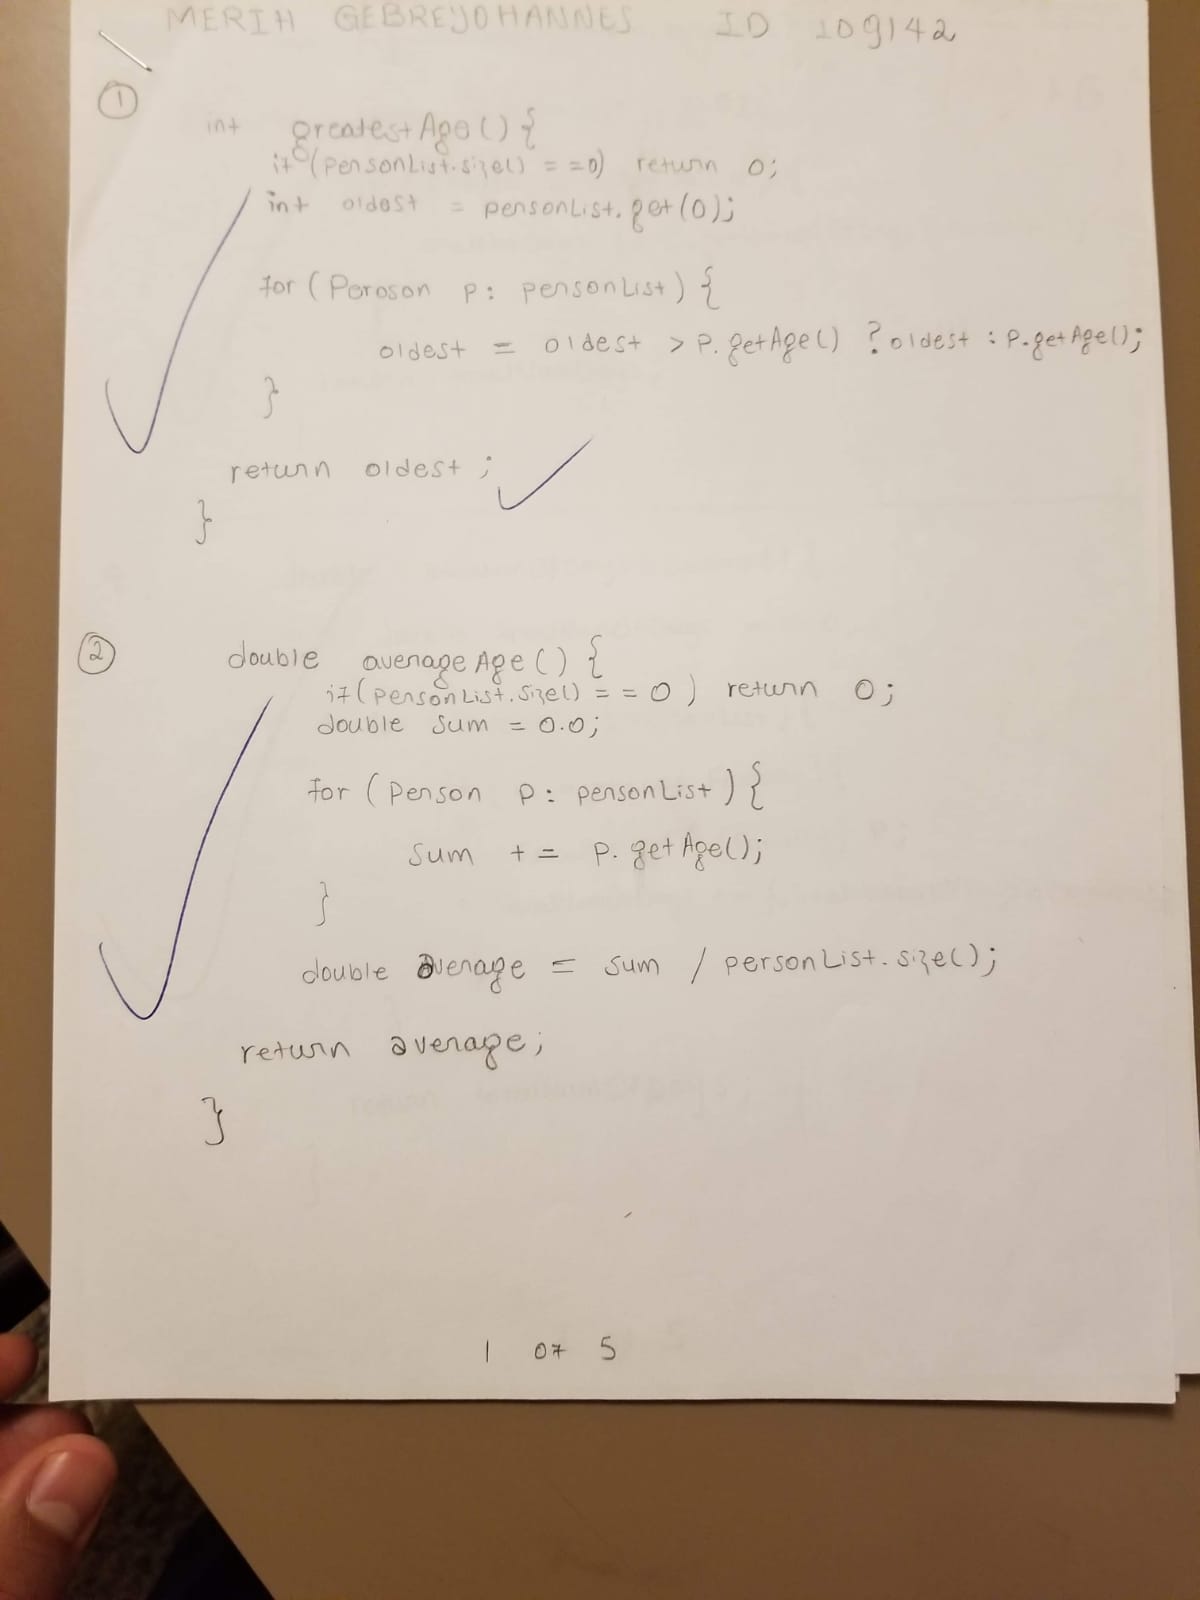 MERIH GEBREYOHANNES ID 109142
1
int greatestAge() {
if (personList.size() == 0) return 0;
int oldest = personList.get(0);
for (Peroson p: personList) {
oldest = oldest > p.getAge() ? oldest : p.getAge();
}
return oldest;
}
2
double averageAge() {
if (personList.size() == 0) return 0;
double sum = 0.0;
for (Person p: personList) {
sum += p.getAge();
}
double average = sum / personList.size();
return average;
}
1 of 5